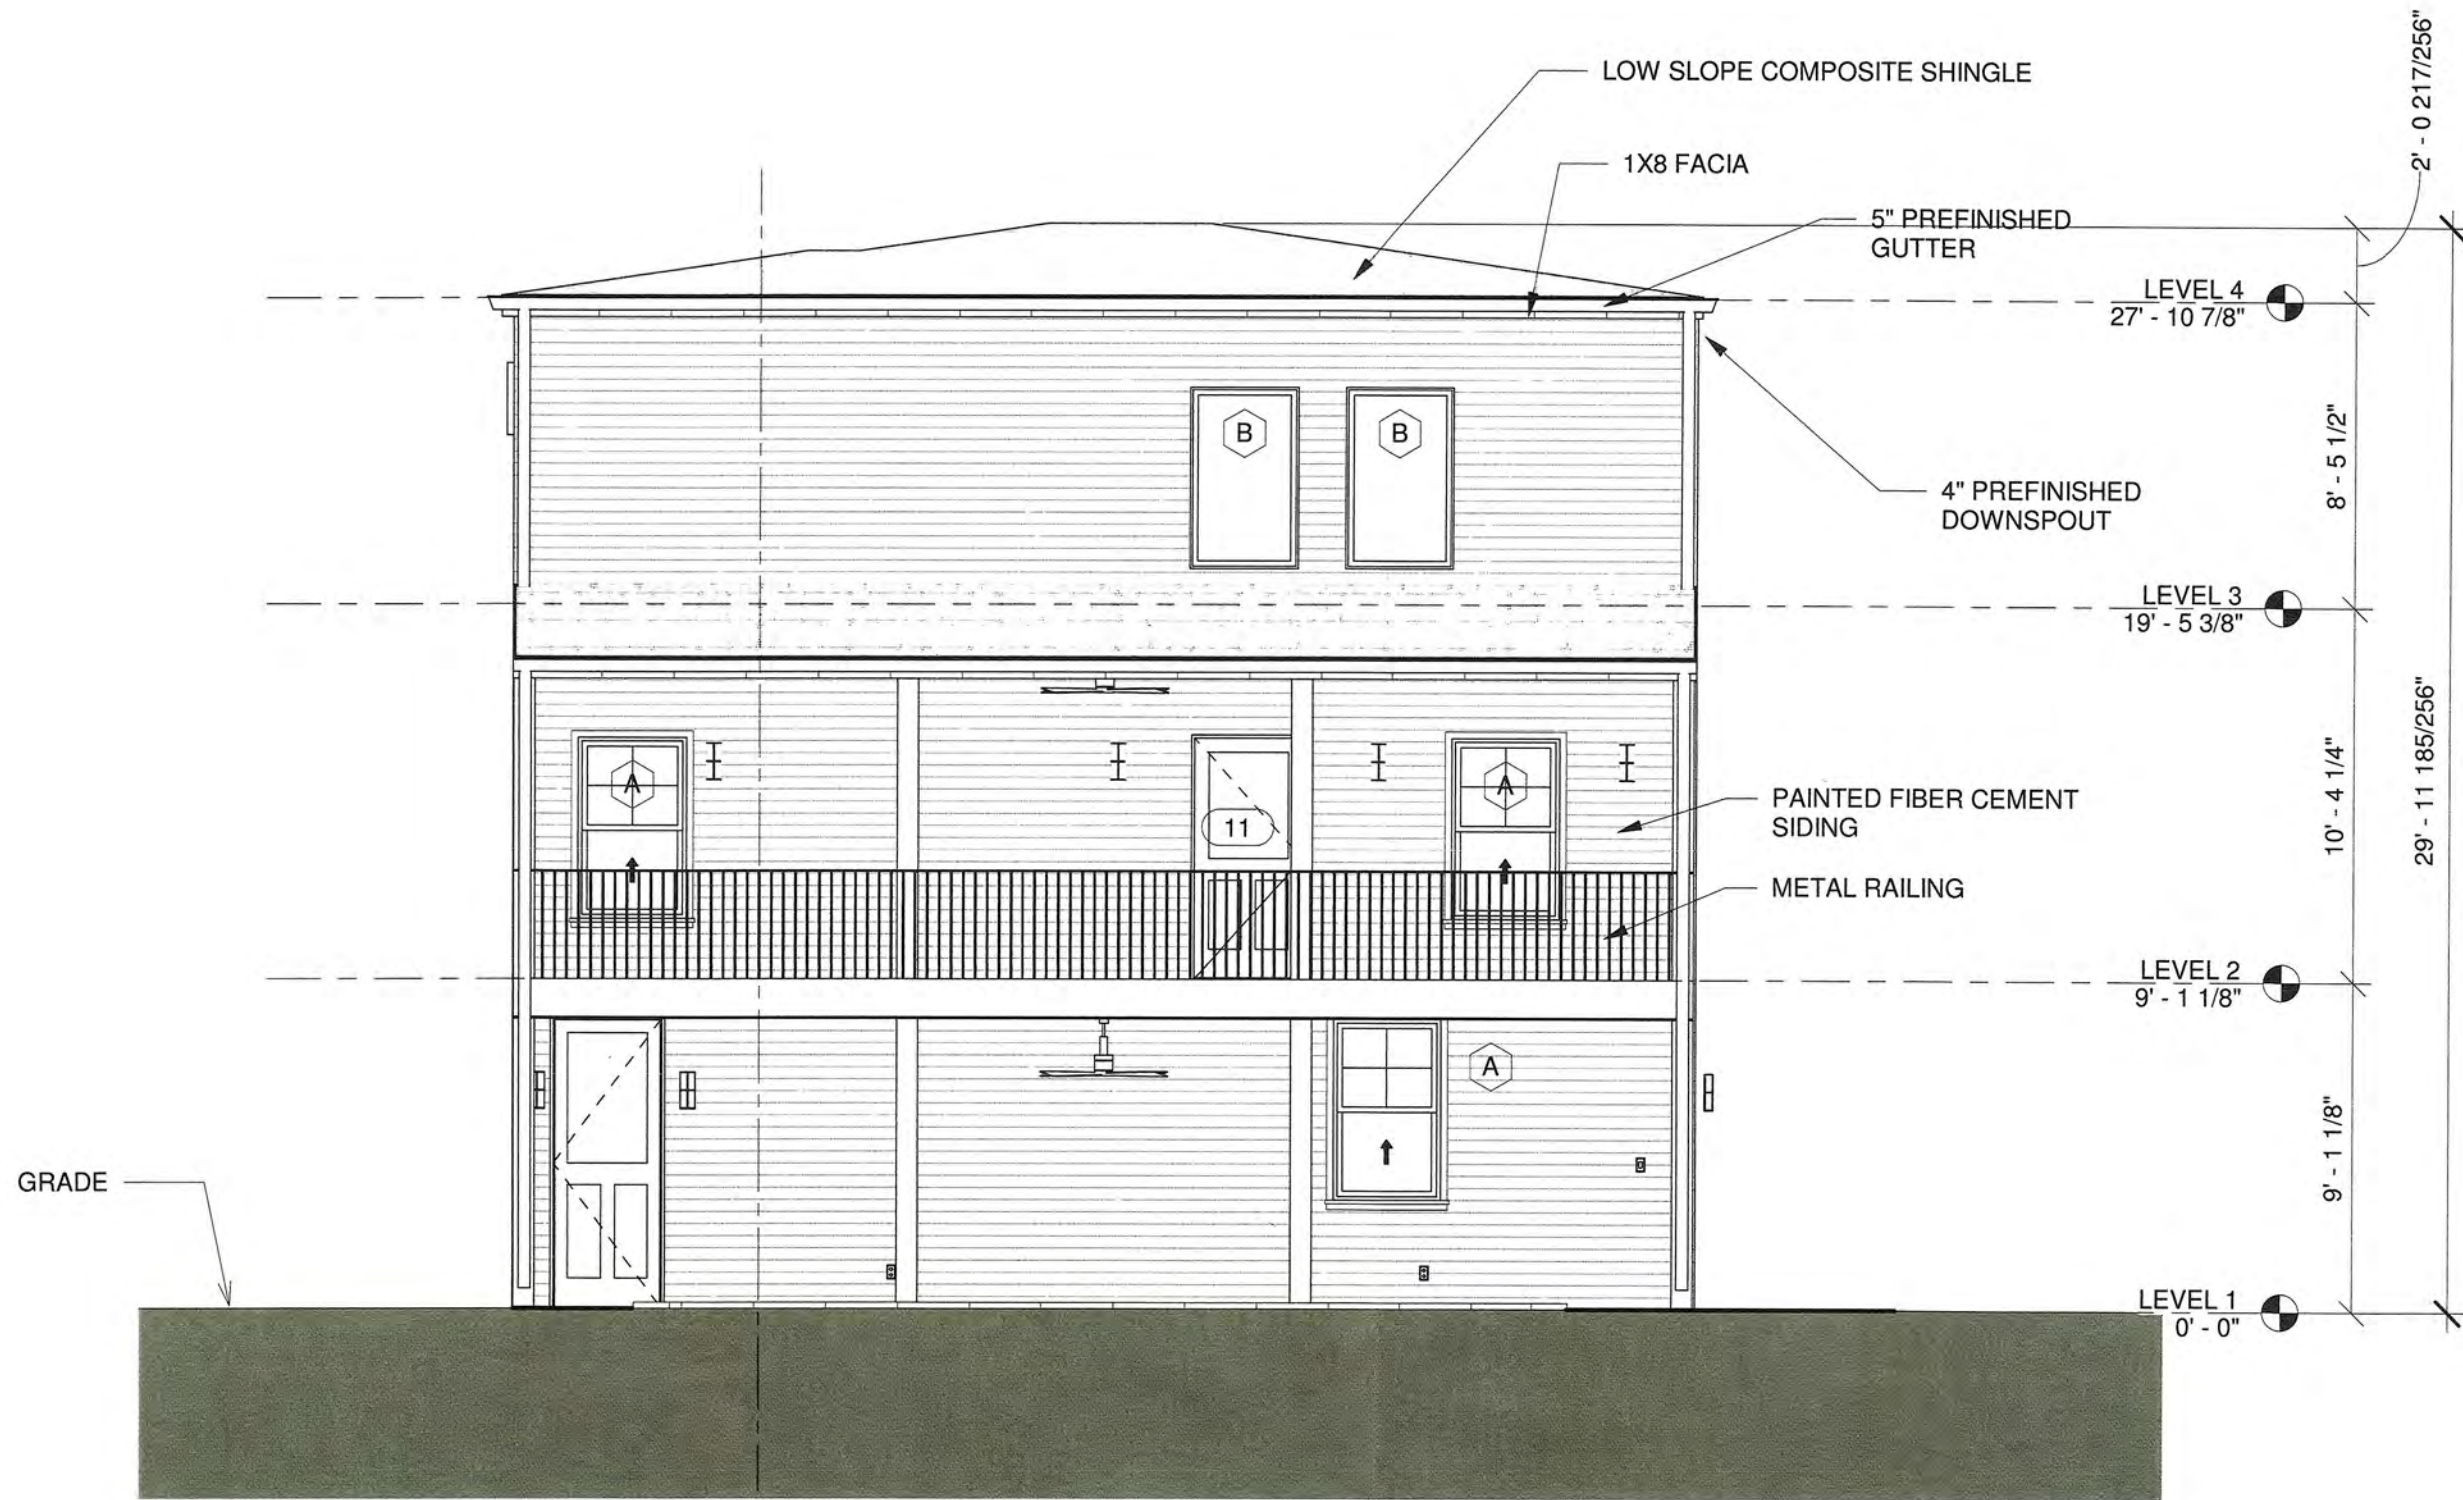 2' - 0 217/256"
LOW SLOPE COMPOSITE SHINGLE
1X8 FACIA
5" PREFINISHED
GUTTER
LEVEL 4
27' - 10 7/8"
B
B
8' - 5 1/2"
4" PREFINISHED
DOWNSPOUT
LEVEL 3
19' - 5 3/8"
A
A
11
PAINTED FIBER CEMENT
SIDING
10' - 4 1/4"
29' - 11 185/256"
METAL RAILING
LEVEL 2
9' - 1 1/8"
A
9' - 1 1/8"
GRADE
LEVEL 1
0' - 0"